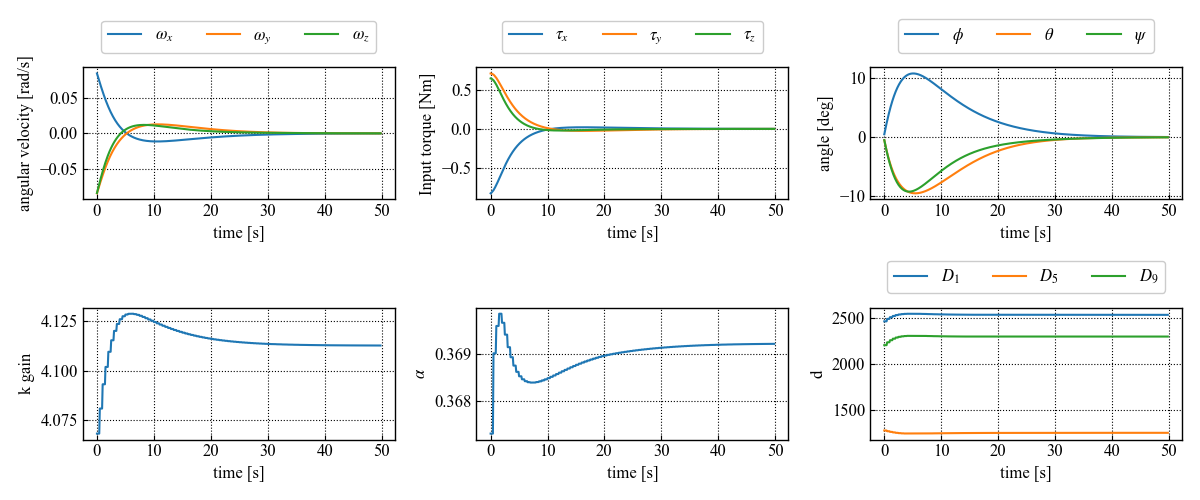 ωx ωy ωz
angular velocity [rad/s]
0.05
0.00
−0.05
0 10 20 30 40 50
time [s]
τx τy τz
Input torque [Nm]
0.5
0.0
−0.5
0 10 20 30 40 50
time [s]
ϕ θ ψ
angle [deg]
10
0
−10
0 10 20 30 40 50
time [s]
k gain
4.125
4.100
4.075
0 10 20 30 40 50
time [s]
α
0.369
0.368
0 10 20 30 40 50
time [s]
D1 D5 D9
d
2500
2000
1500
0 10 20 30 40 50
time [s]